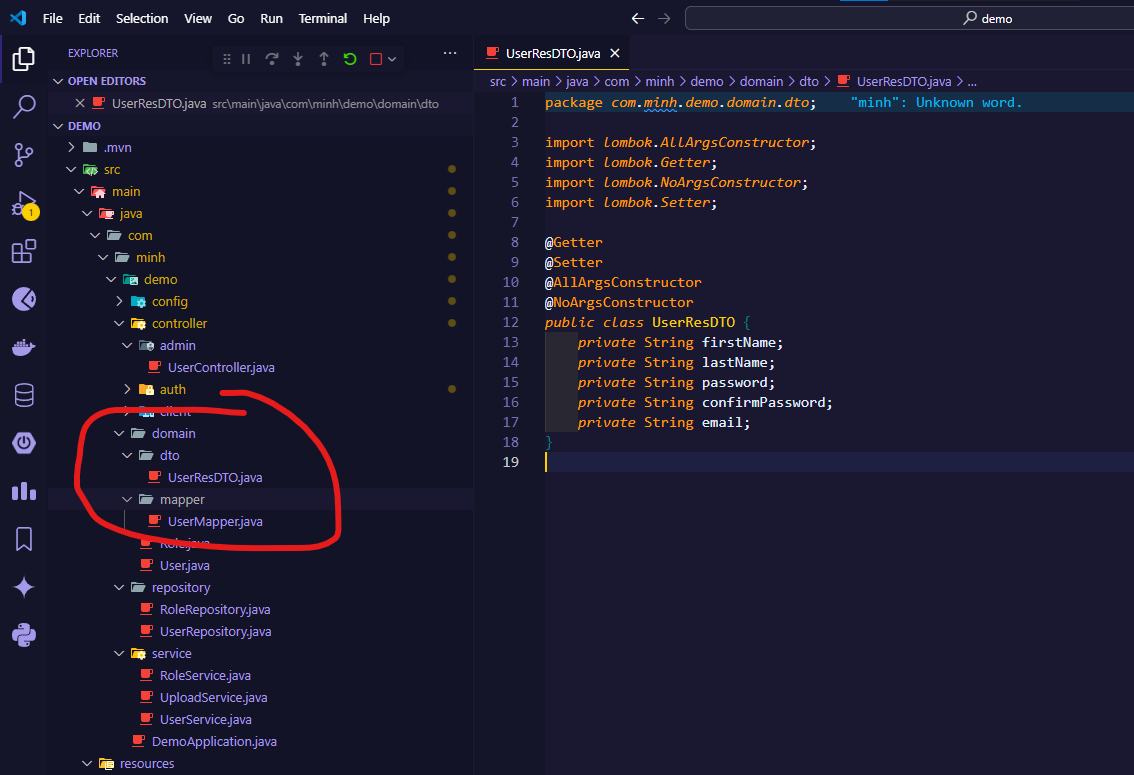 File Edit Selection View Go Run Terminal Help
demo
EXPLORER
OPEN EDITORS
UserResDTO.java src\main\java\com\minh\demo\domain\dto
DEMO
.mvn
src
main
java
com
minh
demo
config
controller
admin
UserController.java
auth
client
domain
dto
UserResDTO.java
mapper
UserMapper.java
Role.java
User.java
repository
RoleRepository.java
UserRepository.java
service
RoleService.java
UploadService.java
UserService.java
DemoApplication.java
resources
1
UserResDTO.java
src > main > java > com > minh > demo > domain > dto > UserResDTO.java > ...
1 package com.minh.demo.domain.dto; "minh": Unknown word.
2
3 import lombok.AllArgsConstructor;
4 import lombok.Getter;
5 import lombok.NoArgsConstructor;
6 import lombok.Setter;
7
8 @Getter
9 @Setter
10 @AllArgsConstructor
11 @NoArgsConstructor
12 public class UserResDTO {
13 private String firstName;
14 private String lastName;
15 private String password;
16 private String confirmPassword;
17 private String email;
18 }
19